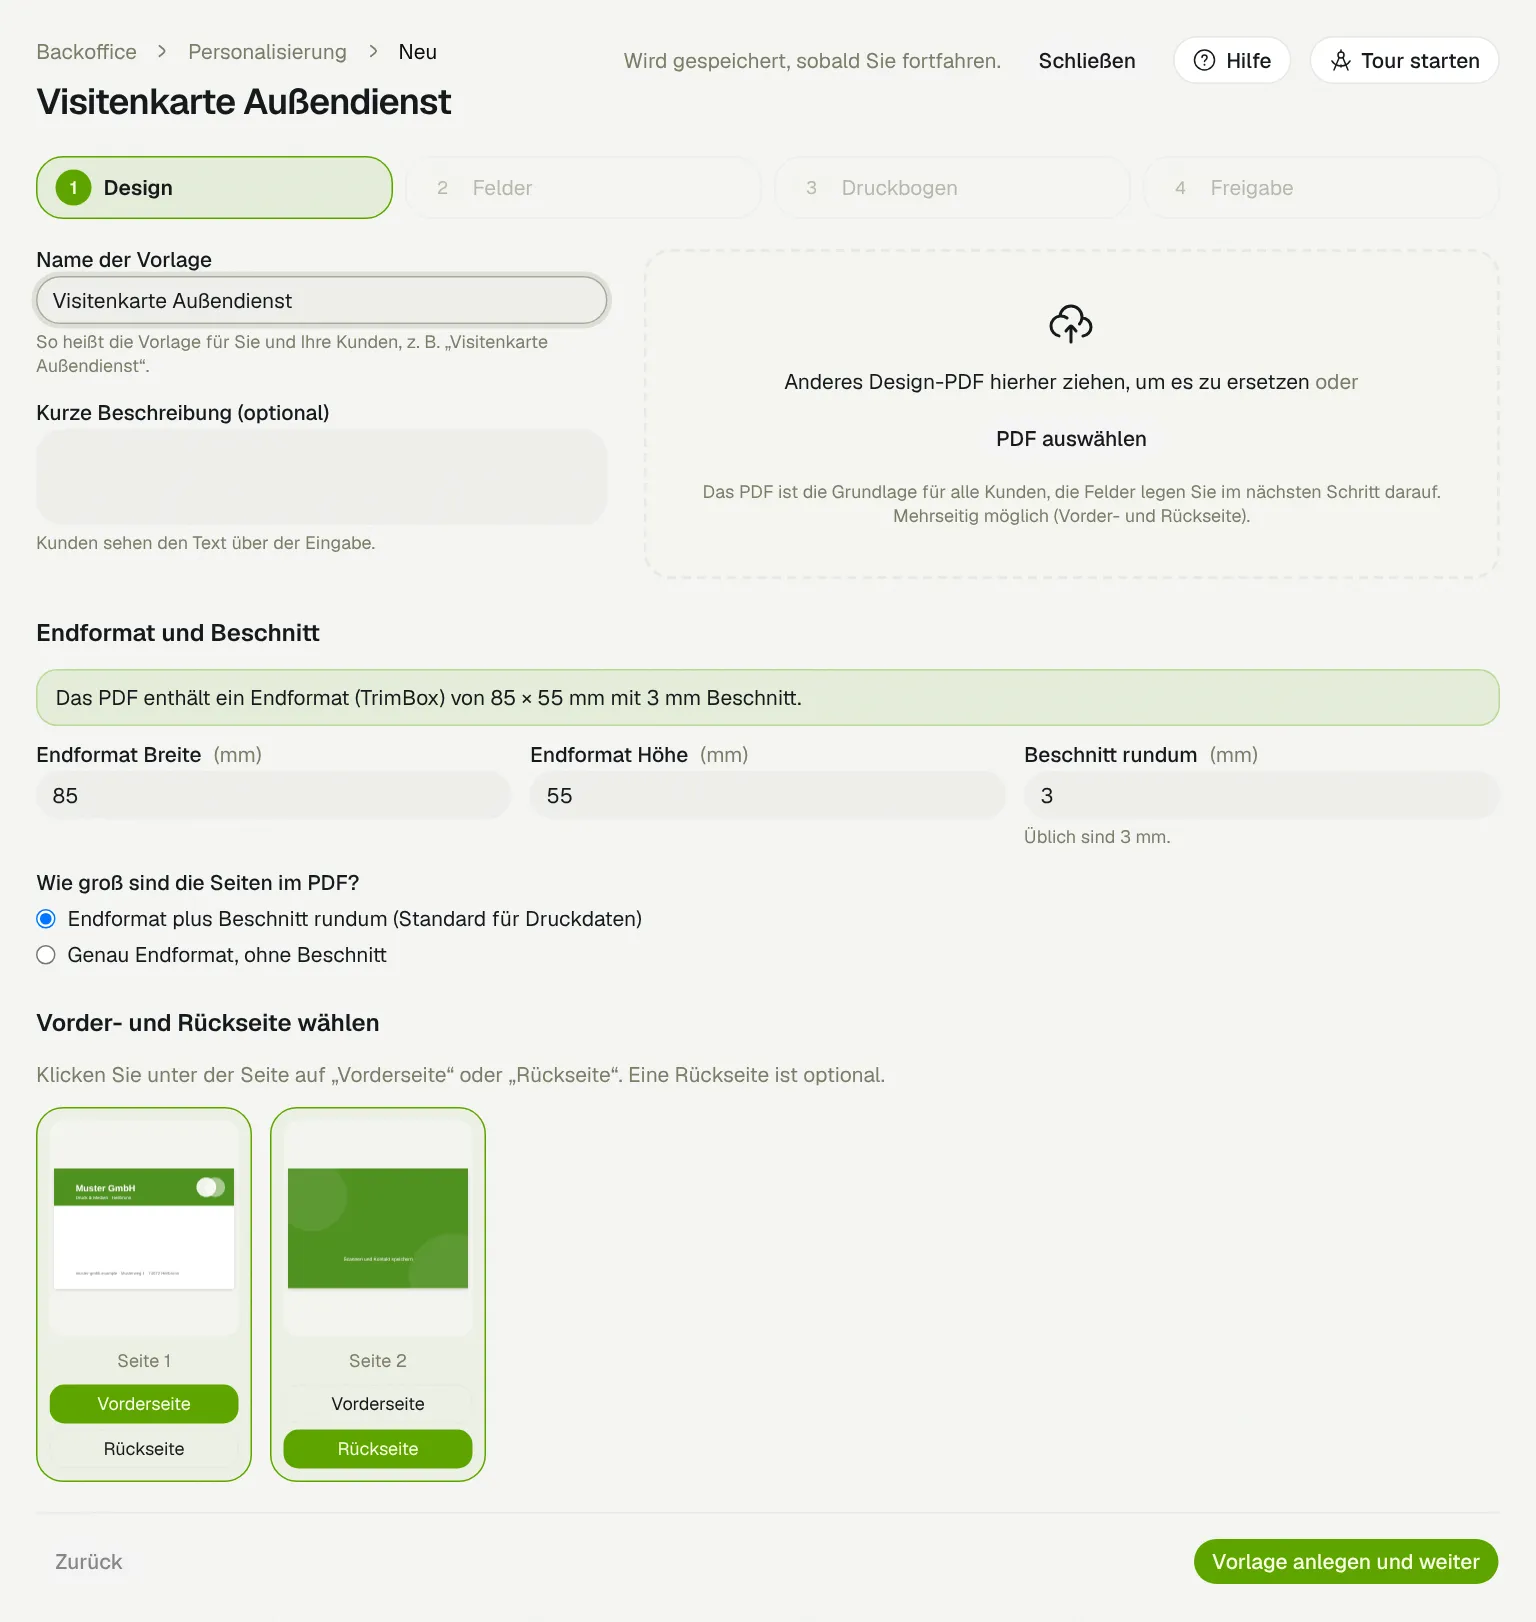 Backoffice > Personalisierung > Neu
Wird gespeichert, sobald Sie fortfahren.
Schließen
Hilfe
Tour starten
Visitenkarte Außendienst
1 Design
2 Felder
3 Druckbogen
4 Freigabe
Name der Vorlage
Visitenkarte Außendienst
So heißt die Vorlage für Sie und Ihre Kunden, z. B. „Visitenkarte
Außendienst“.
Kurze Beschreibung (optional)
Kunden sehen den Text über der Eingabe.
Anderes Design-PDF hierher ziehen, um es zu ersetzen oder
PDF auswählen
Das PDF ist die Grundlage für alle Kunden, die Felder legen Sie im nächsten Schritt darauf.
Mehrseitig möglich (Vorder- und Rückseite).
Endformat und Beschnitt
Das PDF enthält ein Endformat (TrimBox) von 85 × 55 mm mit 3 mm Beschnitt.
Endformat Breite (mm)
85
Endformat Höhe (mm)
55
Beschnitt rundum (mm)
3
Üblich sind 3 mm.
Wie groß sind die Seiten im PDF?
Endformat plus Beschnitt rundum (Standard für Druckdaten)
Genau Endformat, ohne Beschnitt
Vorder- und Rückseite wählen
Klicken Sie unter der Seite auf „Vorderseite“ oder „Rückseite“. Eine Rückseite ist optional.
Muster GmbH
Seite 1
Vorderseite
Rückseite
Scannen und Kontakt speichern
Seite 2
Vorderseite
Rückseite
Zurück
Vorlage anlegen und weiter